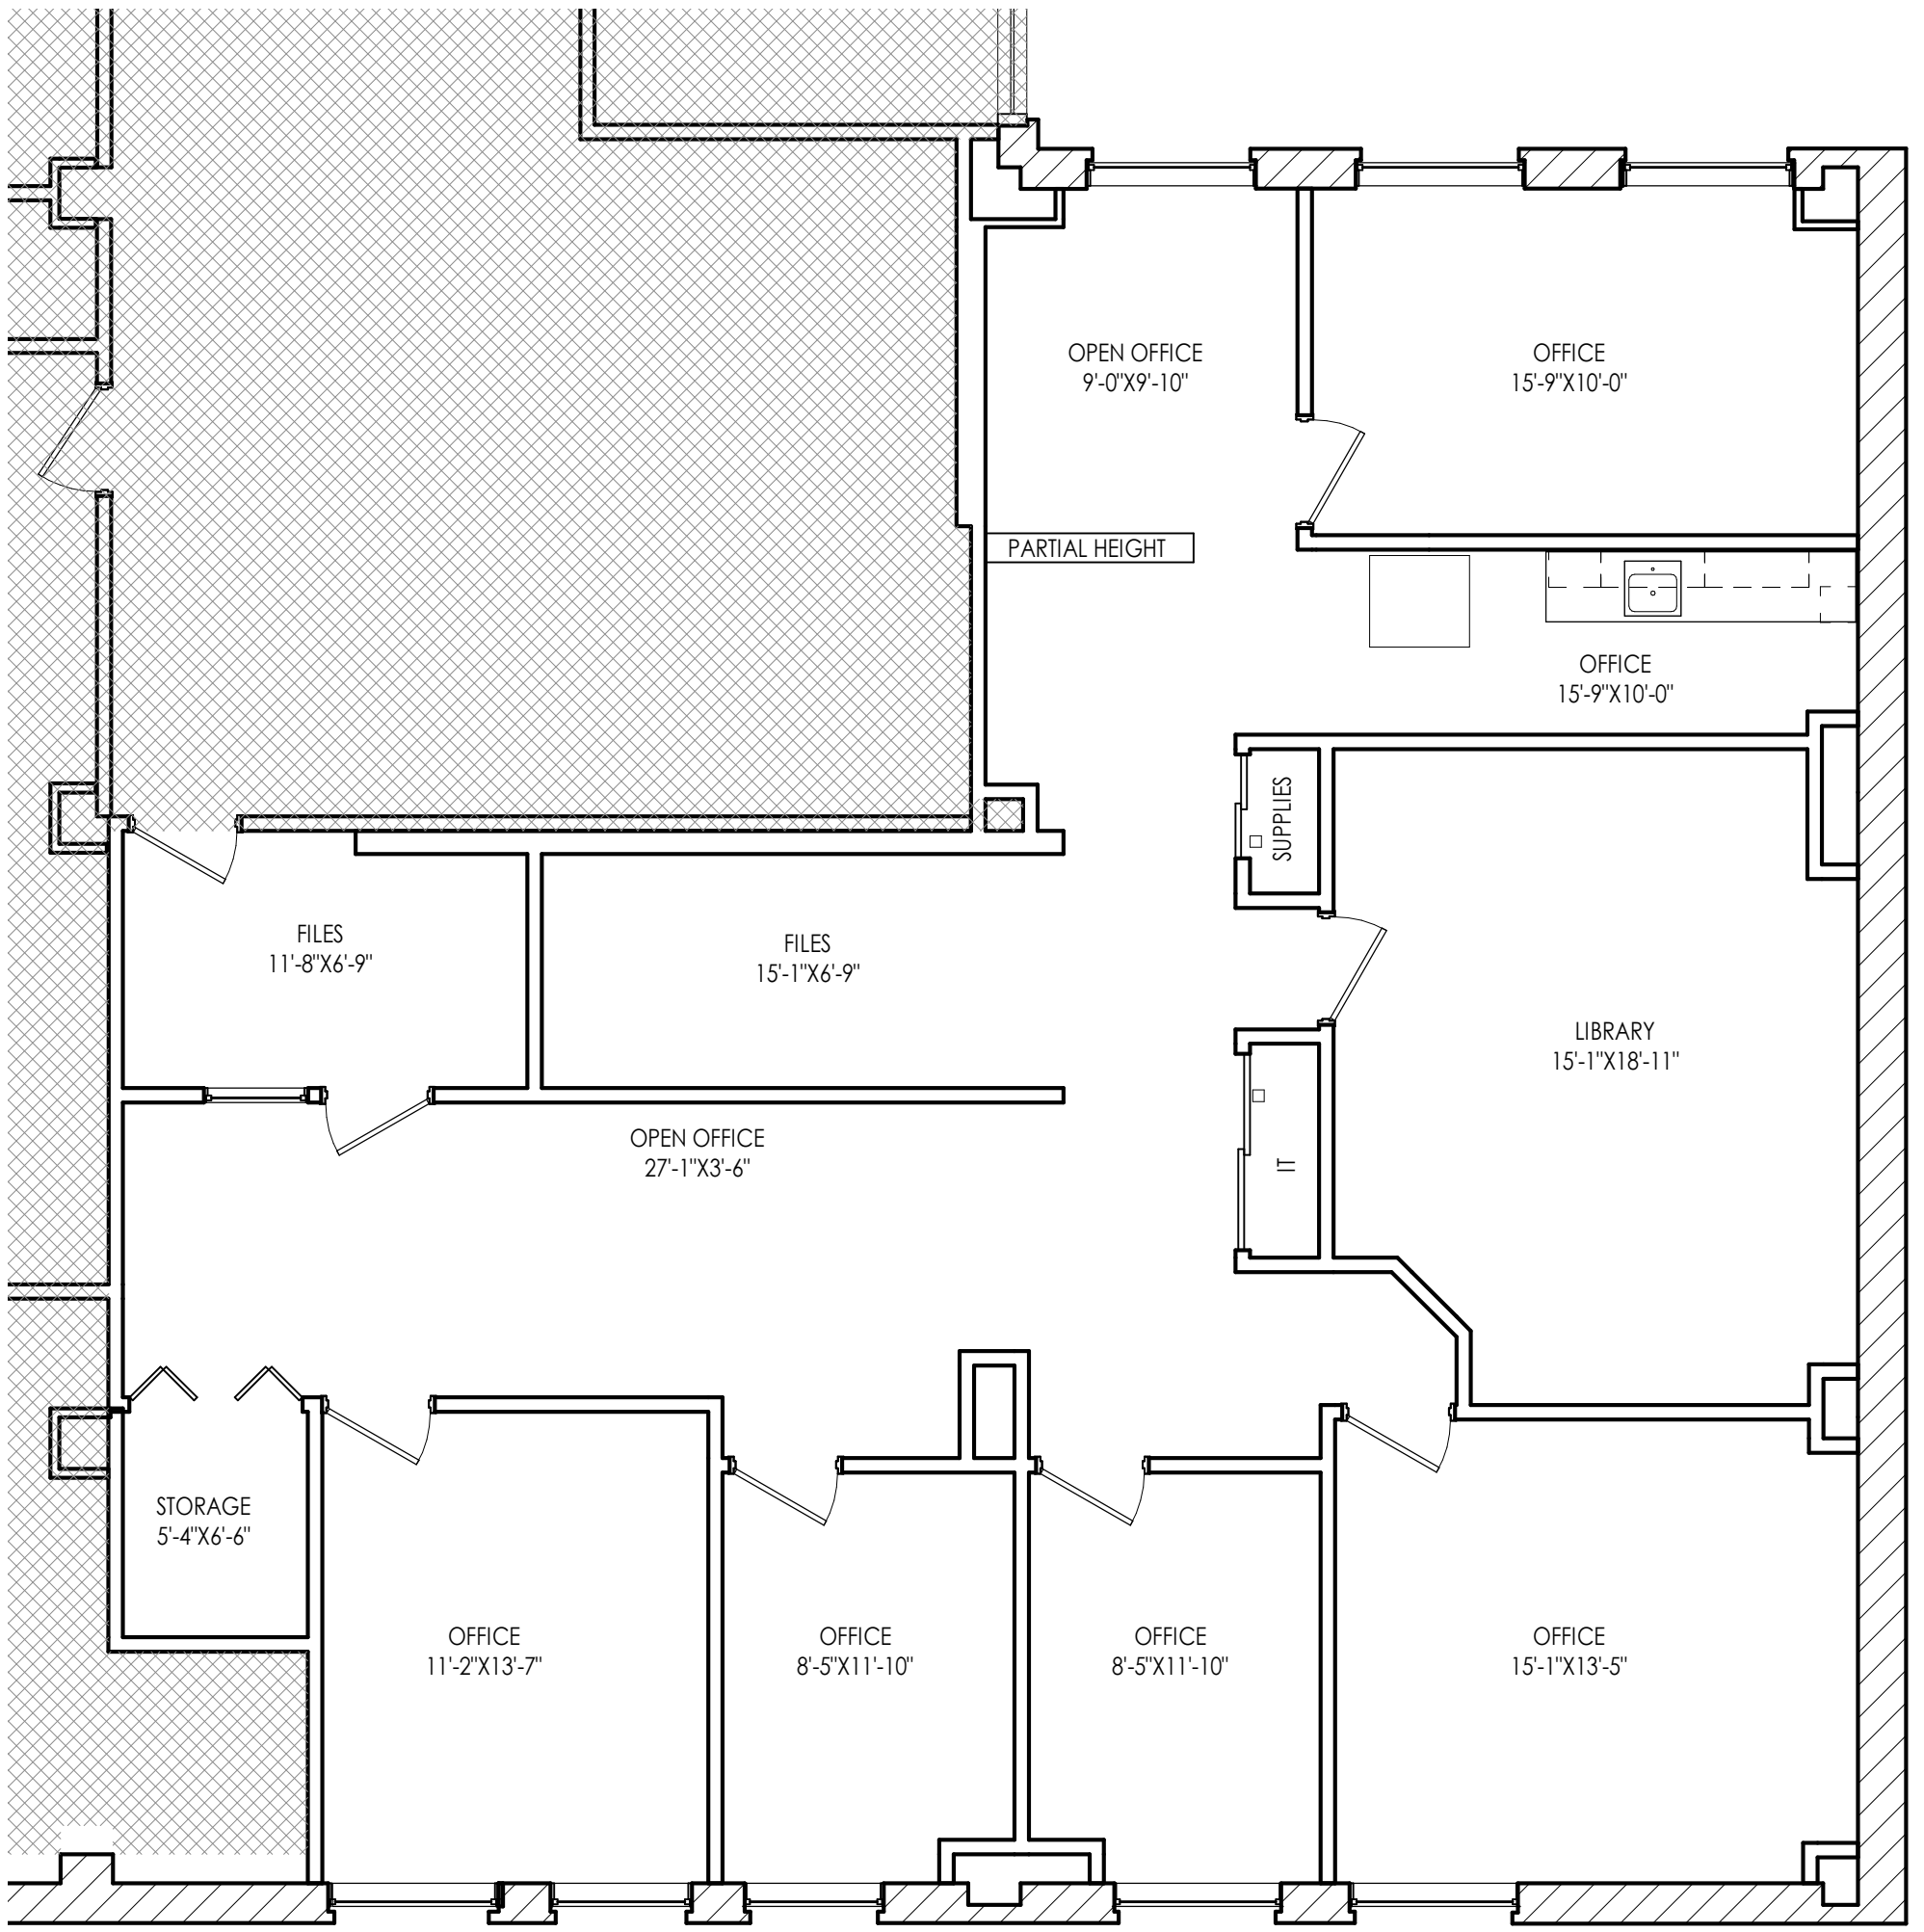 OPEN OFFICE
9'-0"X9'-10"
OFFICE
15'-9"X10'-0"
PARTIAL HEIGHT
OFFICE
15'-9"X10'-0"
SUPPLIES
FILES
11'-8"X6'-9"
FILES
15'-1"X6'-9"
LIBRARY
15'-1"X18'-11"
OPEN OFFICE
27'-1"X3'-6"
IT
STORAGE
5'-4"X6'-6"
OFFICE
11'-2"X13'-7"
OFFICE
8'-5"X11'-10"
OFFICE
8'-5"X11'-10"
OFFICE
15'-1"X13'-5"